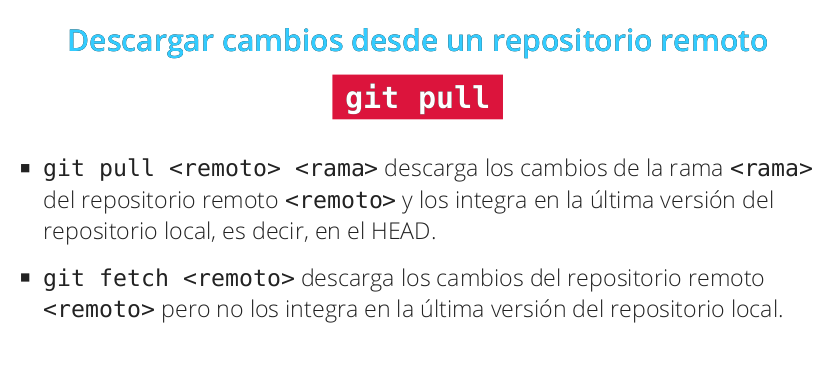 Descargar cambios desde un repositorio remoto
git pull
▪ git pull <remoto> <rama> descarga los cambios de la rama <rama>
del repositorio remoto <remoto> y los integra en la última versión del
repositorio local, es decir, en el HEAD.
▪ git fetch <remoto> descarga los cambios del repositorio remoto
<remoto> pero no los integra en la última versión del repositorio local.